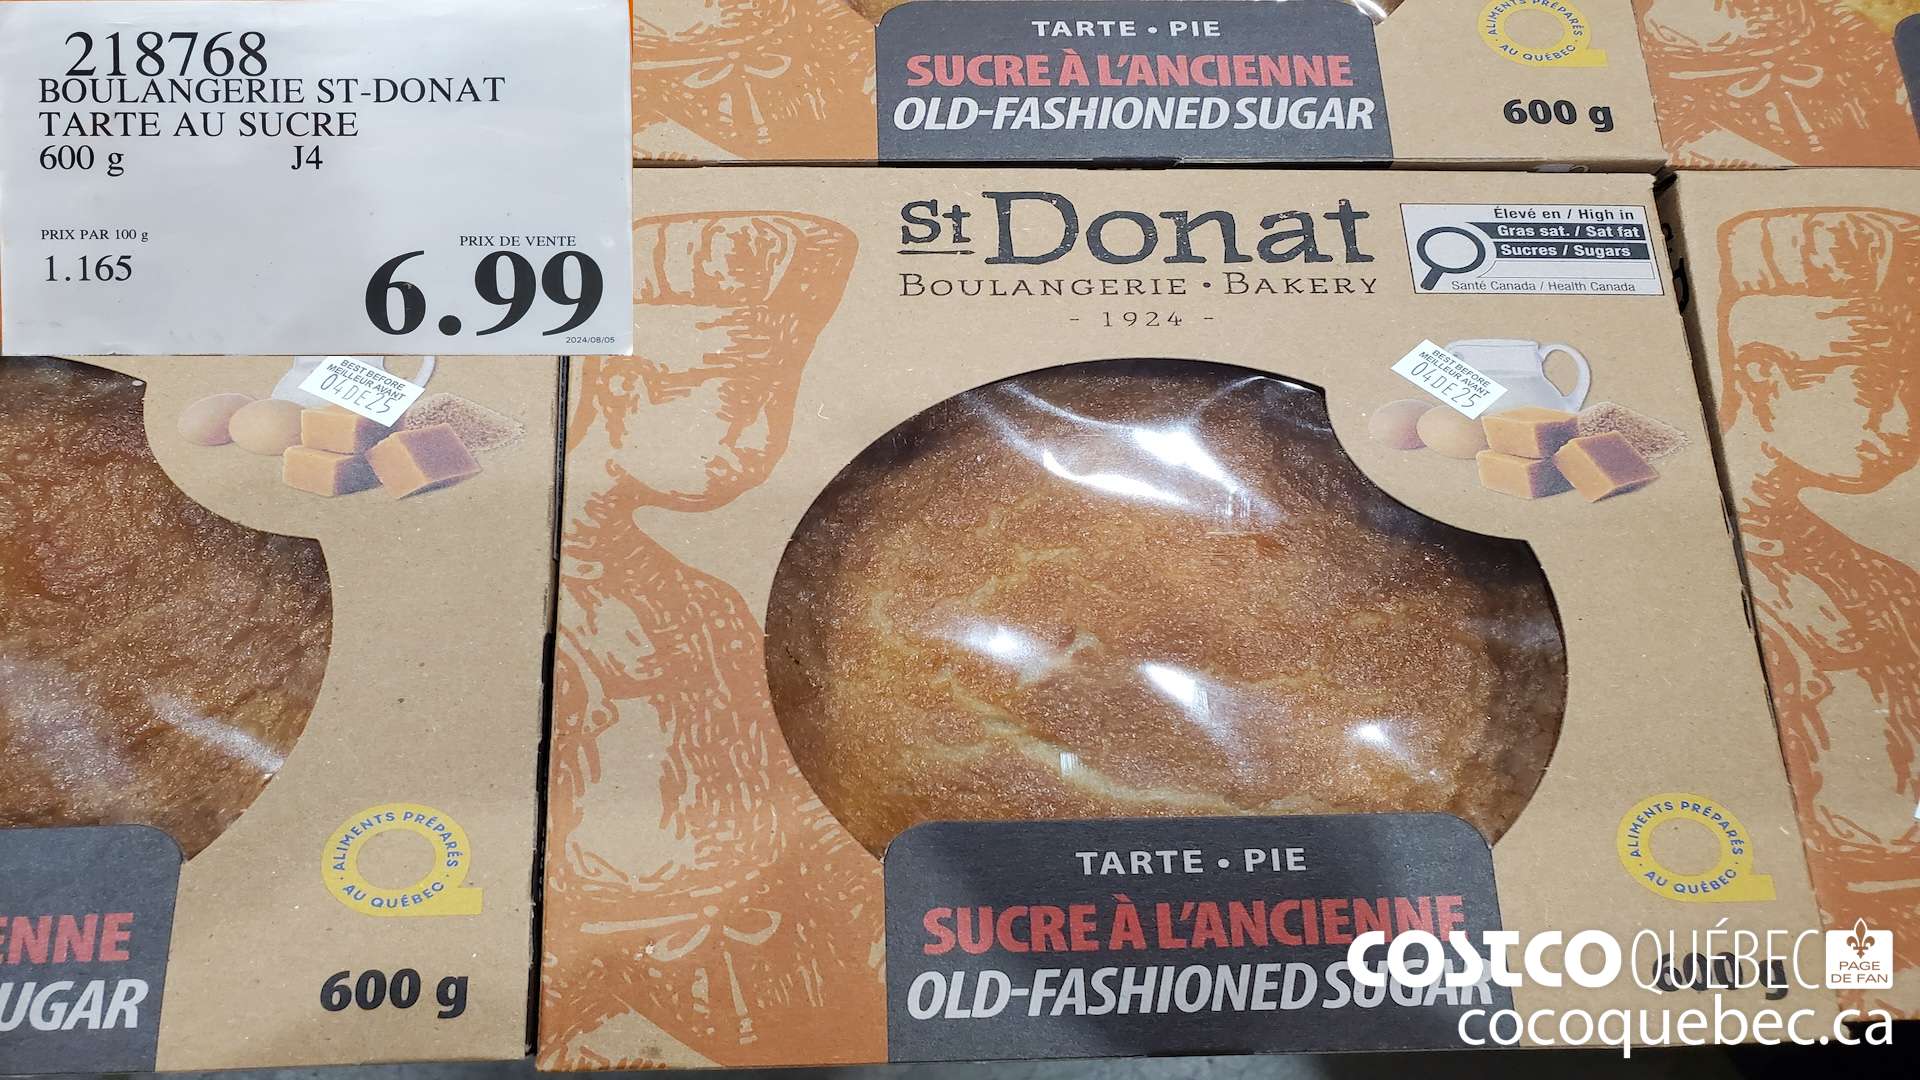 218768
BOULANGERIE ST-DONAT
TARTE AU SUCRE
600 g J4
PRIX PAR 100 g
1.165
PRIX DE VENTE
6.99
2024/08/05
TARTE • PIE
SUCRE À L'ANCIENNE
OLD-FASHIONED SUGAR
600 g
ALIMENTS PRÉPARÉS
AU QUÉBEC
St Donat
BOULANGERIE • BAKERY
- 1924 -
Élevé en / High in
Gras sat. / Sat fat
Sucres / Sugars
Santé Canada / Health Canada
BEST BEFORE
MEILLEUR AVANT
04DE25
BEST BEFORE
MEILLEUR AVANT
04DE25
ALIMENTS PRÉPARÉS
AU QUÉBEC
ENNE
UGAR
600 g
TARTE • PIE
SUCRE À L'ANCIENNE
OLD-FASHIONED SUGAR
600 g
ALIMENTS PRÉPARÉS
AU QUÉBEC
COSTCO QUÉBEC
PAGE
DE FAN
cocoquebec.ca